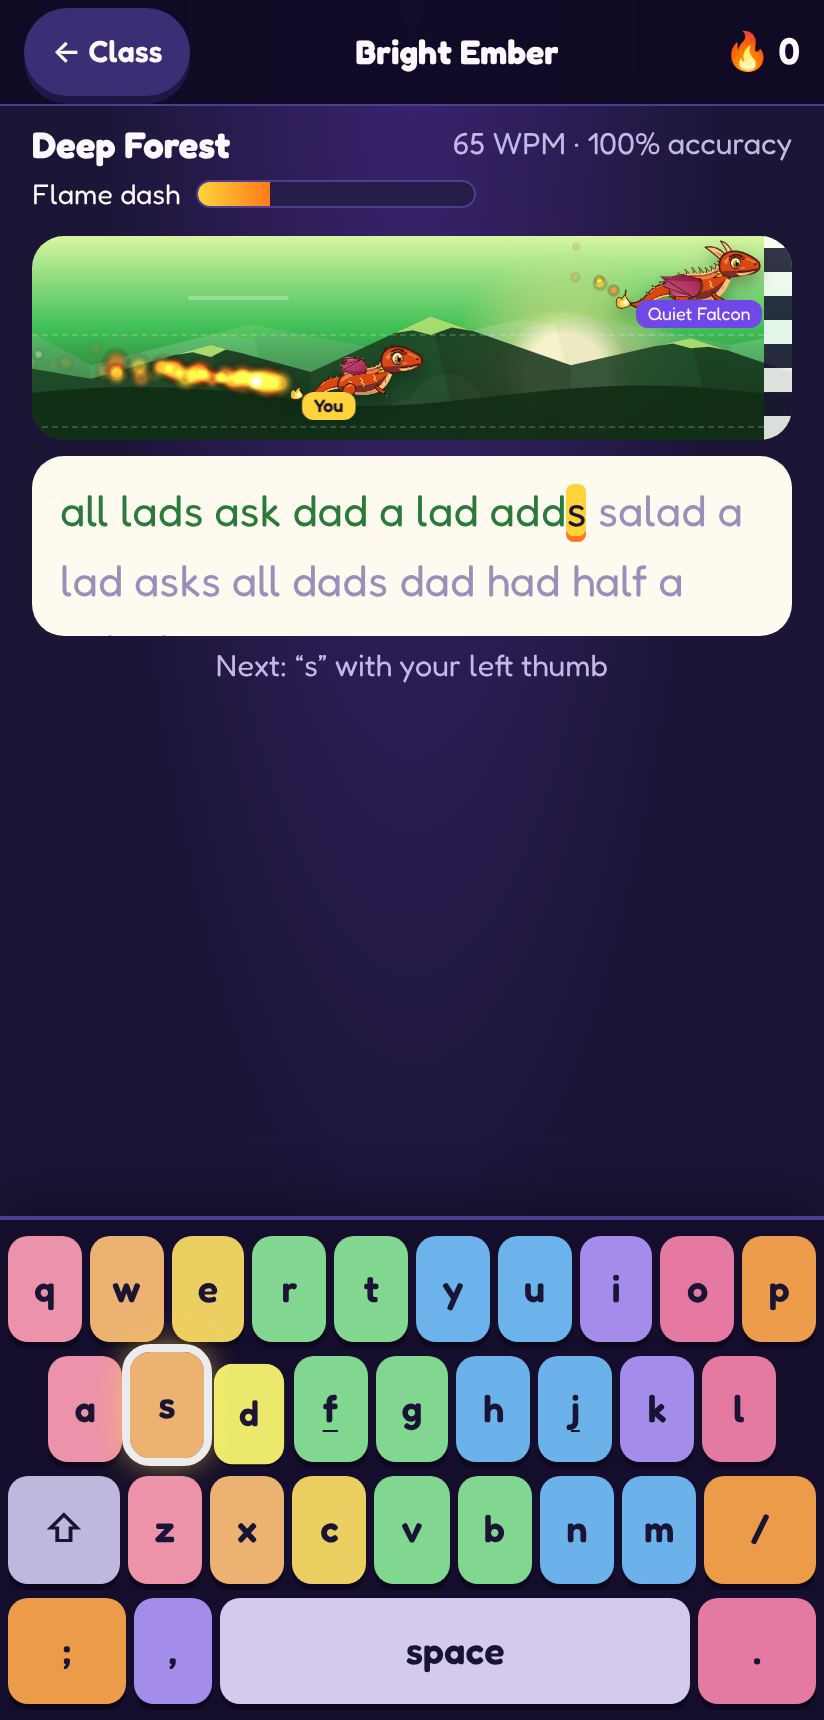 ← Class
Bright Ember
🔥 0
Deep Forest
65 WPM · 100% accuracy
Flame dash
Quiet Falcon
You
all lads ask dad a lad adds salad a
lad asks all dads dad had half a
Next: “s” with your left thumb
q w e r t y u i o p
a s d f g h j k l
⇧ z x c v b n m /
; , space .